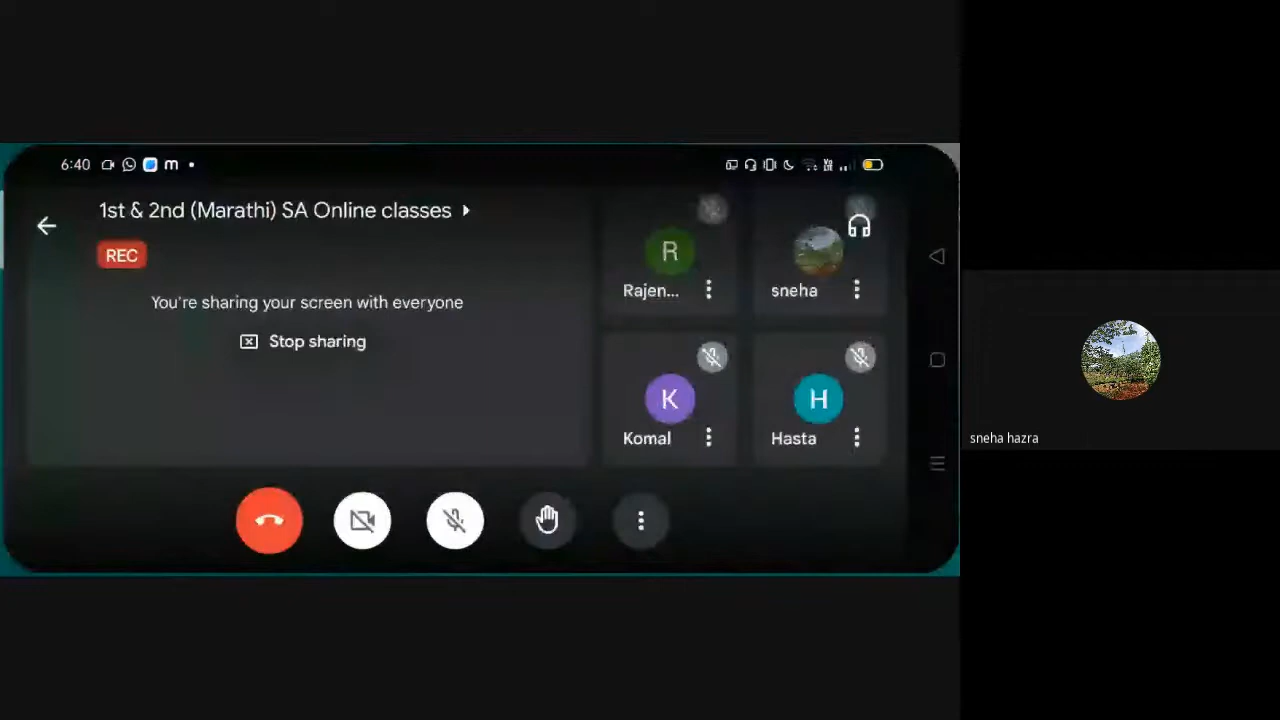 6:40
1st & 2nd (Marathi) SA Online classes
REC
You're sharing your screen with everyone
Stop sharing
R
Rajen...
sneha
K
Komal
H
Hasta
sneha hazra